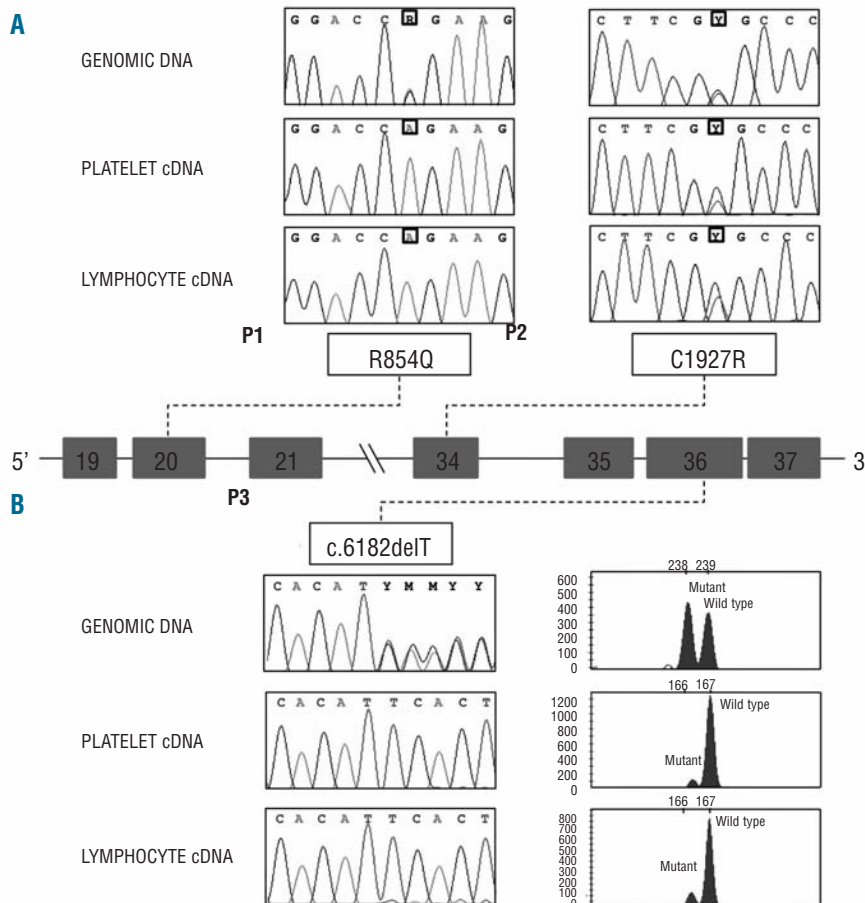 A
GENOMIC DNA
G G A C C R G A A G
C T T C G Y G C C C
PLATELET cDNA
G G A C C A G A A G
C T T C G Y G C C C
LYMPHOCYTE cDNA
G G A C C A G A A G
C T T C G Y G C C C
P1
P2
R854Q
C1927R
5’ 19 20 21 34 35 36 37 3
B
P3
c.6182delT
GENOMIC DNA
C A C A T Y M M Y Y
238 239
Mutant
Wild type
600
500
400
300
200
100
0
PLATELET cDNA
C A C A T T C A C T
166 167
Wild type
Mutant
1200
1000
800
600
400
200
0
LYMPHOCYTE cDNA
C A C A T T C A C T
166 167
Wild type
Mutant
800
700
600
500
400
300
200
100
0